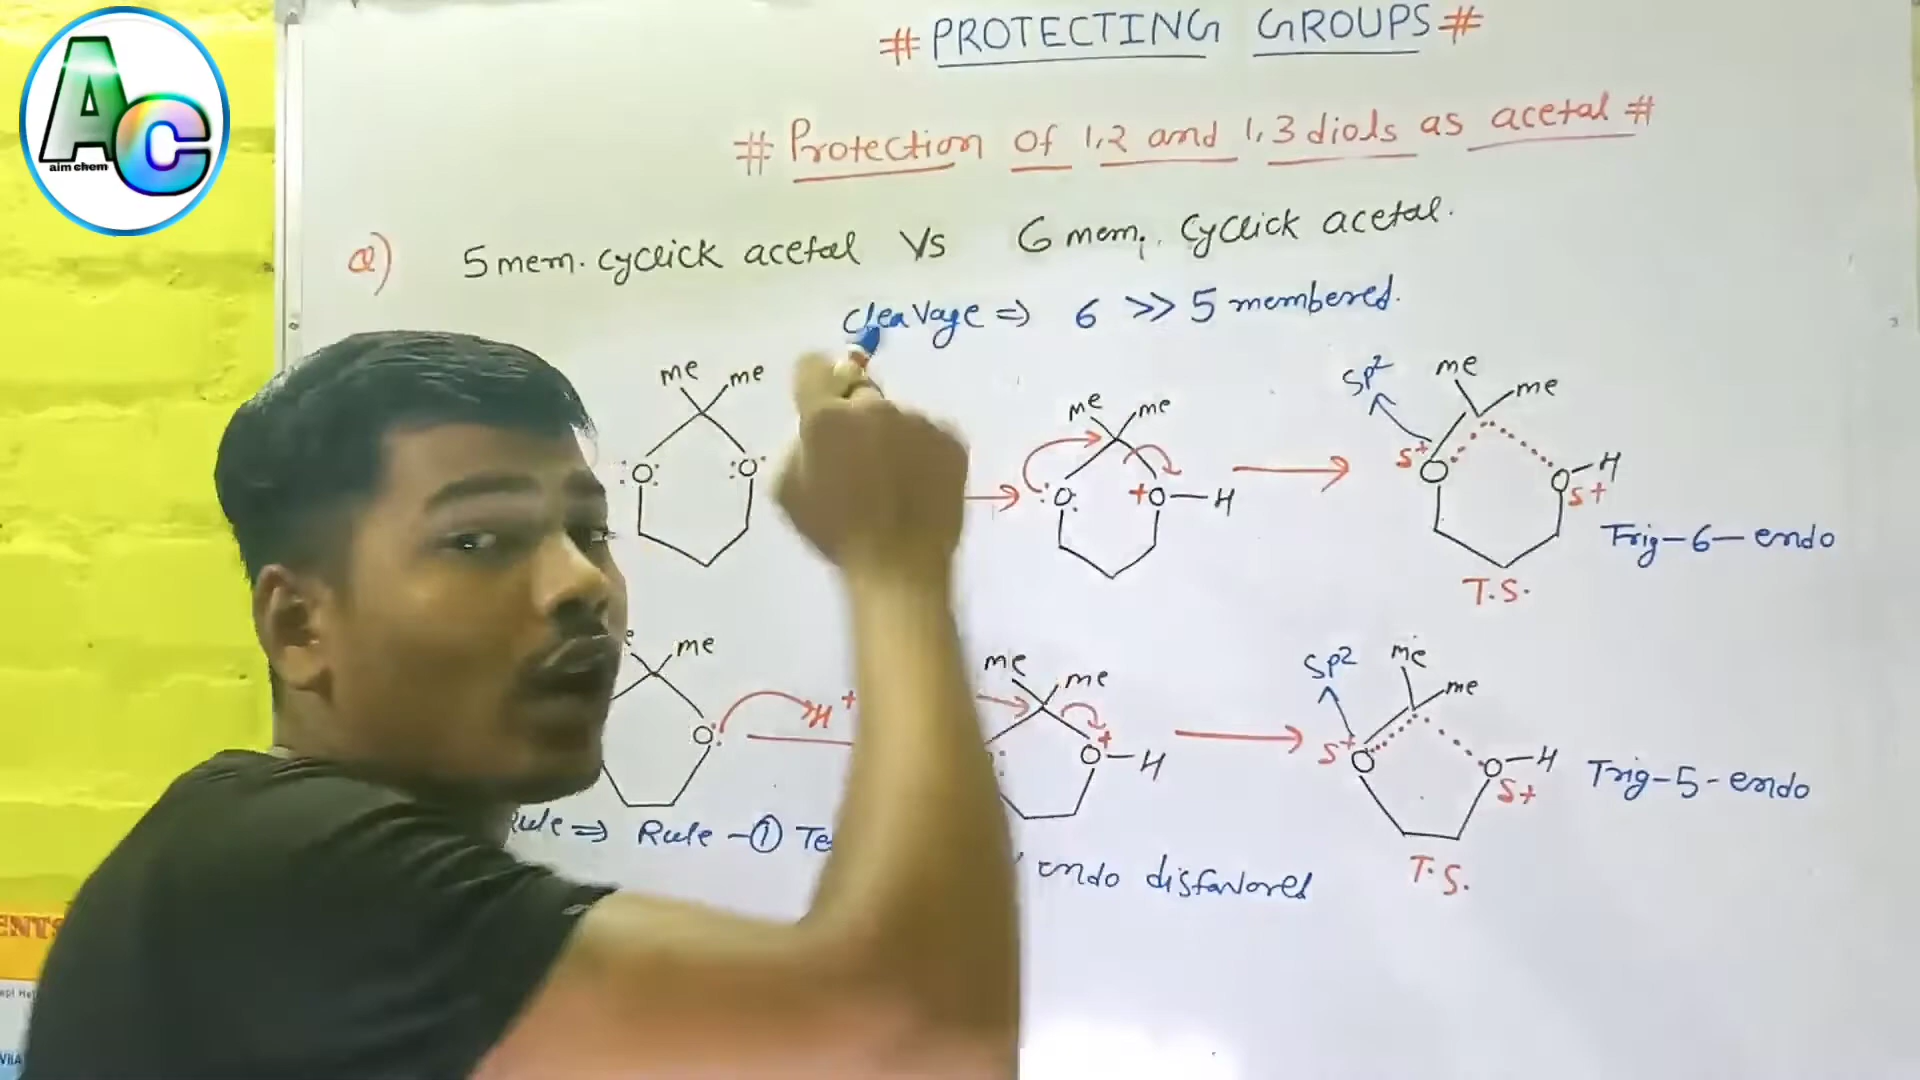 AC
aim chem
# PROTECTING GROUPS #
# Protection of 1,2 and 1,3 diols as acetal #
Q) 5 mem. cyclick acetal Vs 6 mem. cyclick acetal.
cleavage ⇒ 6 >> 5 membered.
me me
:O: O:
me me
:O: +O—H
sp² me me
S+ O O—H
S+
Trig-6-endo
T.S.
me
O:
H+
me me
O+—H
sp² me me
S+ O O—H
S+
Trig-5-endo
T.S.
Rule ⇒ Rule-① endo disfavored
ENTS